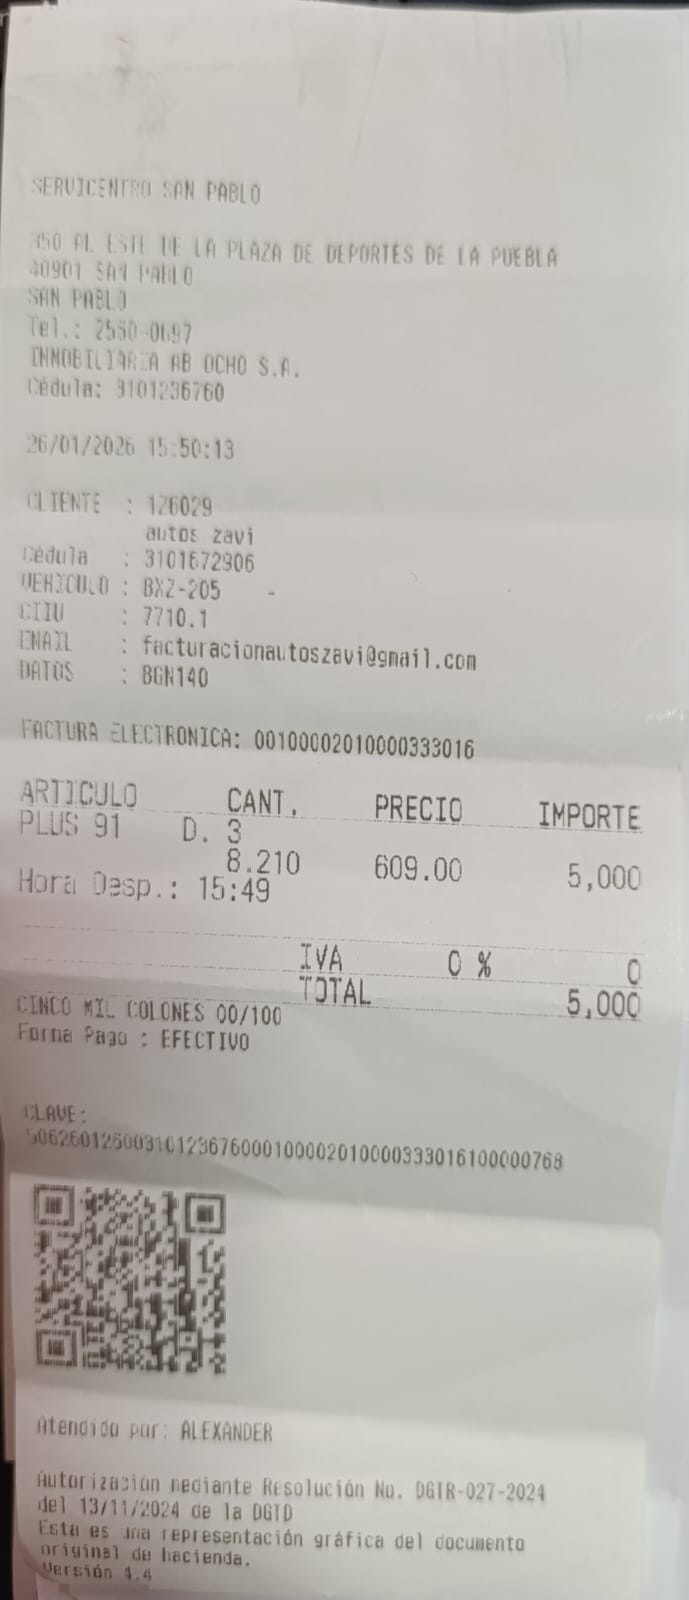 SERVICENTRO SAN PABLO
350 AL ESTE DE LA PLAZA DE DEPORTES DE LA PUEBLA
40901 SAN PABLO
SAN PABLO
Tel.: 2560-0697
INMOBILIARIA AB OCHO S.A.
Cédula: 3101236760
26/01/2026 15:50:13
CLIENTE : 126029
autos zavi
Cédula : 3101672906
VEHICULO : BXZ-205 -
CIIU : 7710.1
EMAIL : facturacionautoszavi@gmail.com
DATOS : BGN140
FACTURA ELECTRONICA: 00100002010000333016
ARTICULO CANT. PRECIO IMPORTE
PLUS 91 D. 3
8.210 609.00 5,000
Hora Desp.: 15:49
IVA 0 % 0
TOTAL 5,000
CINCO MIL COLONES 00/100
Forma Pago : EFECTIVO
CLAVE:
50626012600310123676000100002010000333016100000768
Atendido por: ALEXANDER
Autorización mediante Resolución No. DGTR-027-2024
del 13/11/2024 de la DGTD
Esta es una representación gráfica del documento
original de hacienda.
Versión 4.4